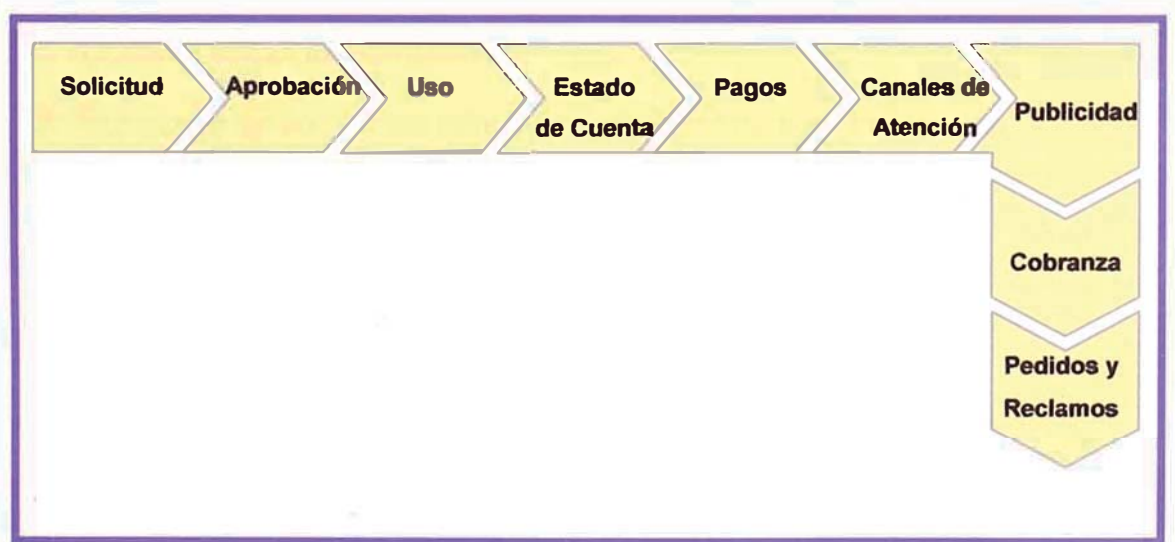 Solicitud
Aprobación
Uso
Estado
de Cuenta
Pagos
Canales de
Atención
Publicidad
Cobranza
Pedidos y
Reclamos